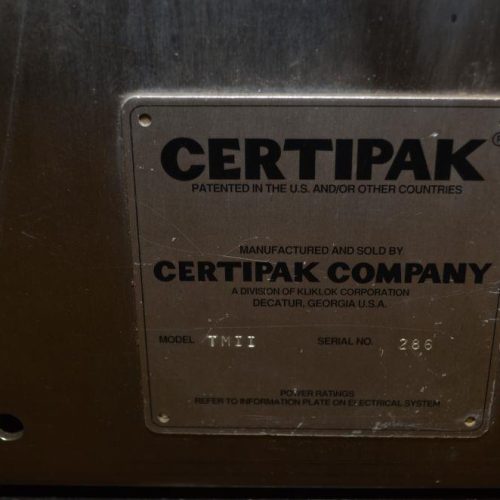 CERTIPAK®
PATENTED IN THE U.S. AND/OR OTHER COUNTRIES
MANUFACTURED AND SOLD BY
CERTIPAK COMPANY
A DIVISION OF KLIKLOK CORPORATION
DECATUR, GEORGIA U.S.A.
MODEL TMII SERIAL NO. 286
POWER RATINGS
REFER TO INFORMATION PLATE ON ELECTRICAL SYSTEM